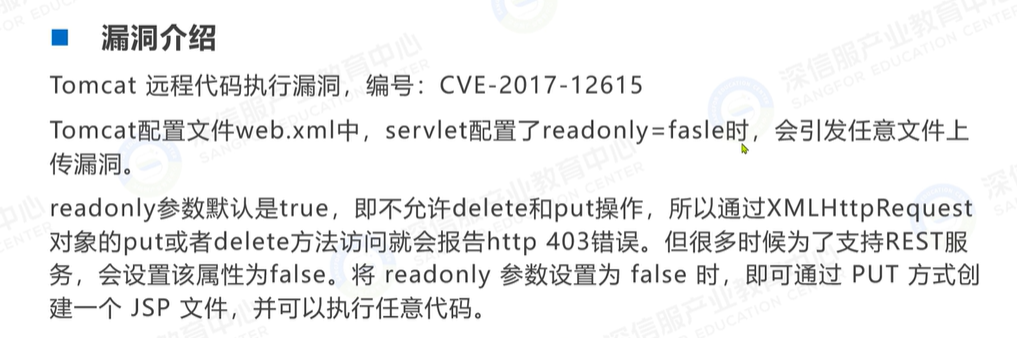 漏洞介绍
Tomcat 远程代码执行漏洞，编号：CVE-2017-12615
Tomcat配置文件web.xml中，servlet配置了readonly=fasle时，会引发任意文件上
传漏洞。
readonly参数默认是true，即不允许delete和put操作，所以通过XMLHttpRequest
对象的put或者delete方法访问就会报告http 403错误。但很多时候为了支持REST服
务，会设置该属性为false。将 readonly 参数设置为 false 时，即可通过 PUT 方式创
建一个 JSP 文件，并可以执行任意代码。
深信服产业教育中心
SANGFOR EDUCATION CENTER